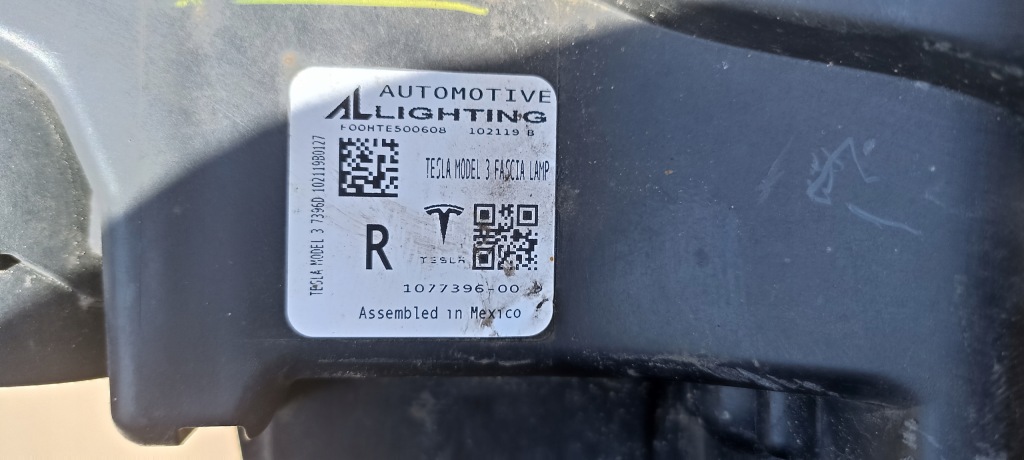 AUTOMOTIVE
AL LIGHTING
F00HTE500608 102119 B
TESLA MODEL 3 FASCIA LAMP
TESLA MODEL 3 7396D 102119B0127
R
TESLA
1077396-00
Assembled in Mexico